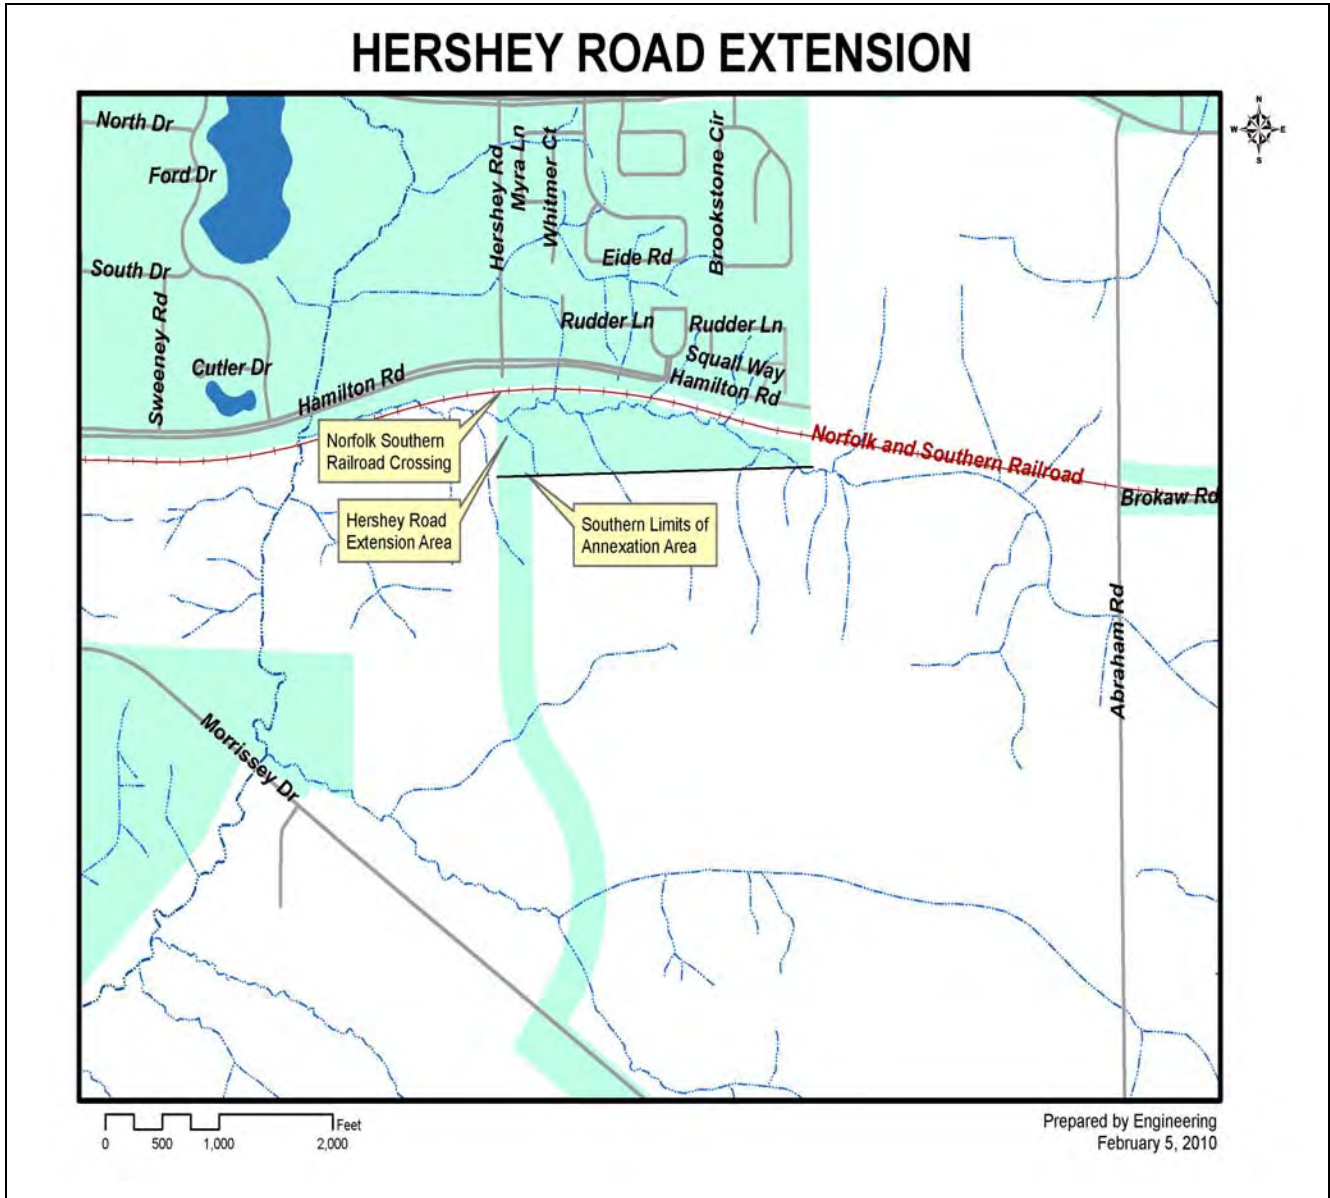 HERSHEY ROAD EXTENSION
N
W
E
S
North Dr
Ford Dr
South Dr
Sweeney Rd
Cutler Dr
Hamilton Rd
Hershey Rd
Myra Ln
Whitmer Ct
Eide Rd
Brookstone Cir
Rudder Ln
Rudder Ln
Squall Way
Hamilton Rd
Norfolk Southern
Railroad Crossing
Norfolk and Southern Railroad
Brokaw Rd
Hershey Road
Extension Area
Southern Limits of
Annexation Area
Abraham Rd
Morrissey Dr
Feet
0 500 1,000 2,000
Prepared by Engineering
February 5, 2010